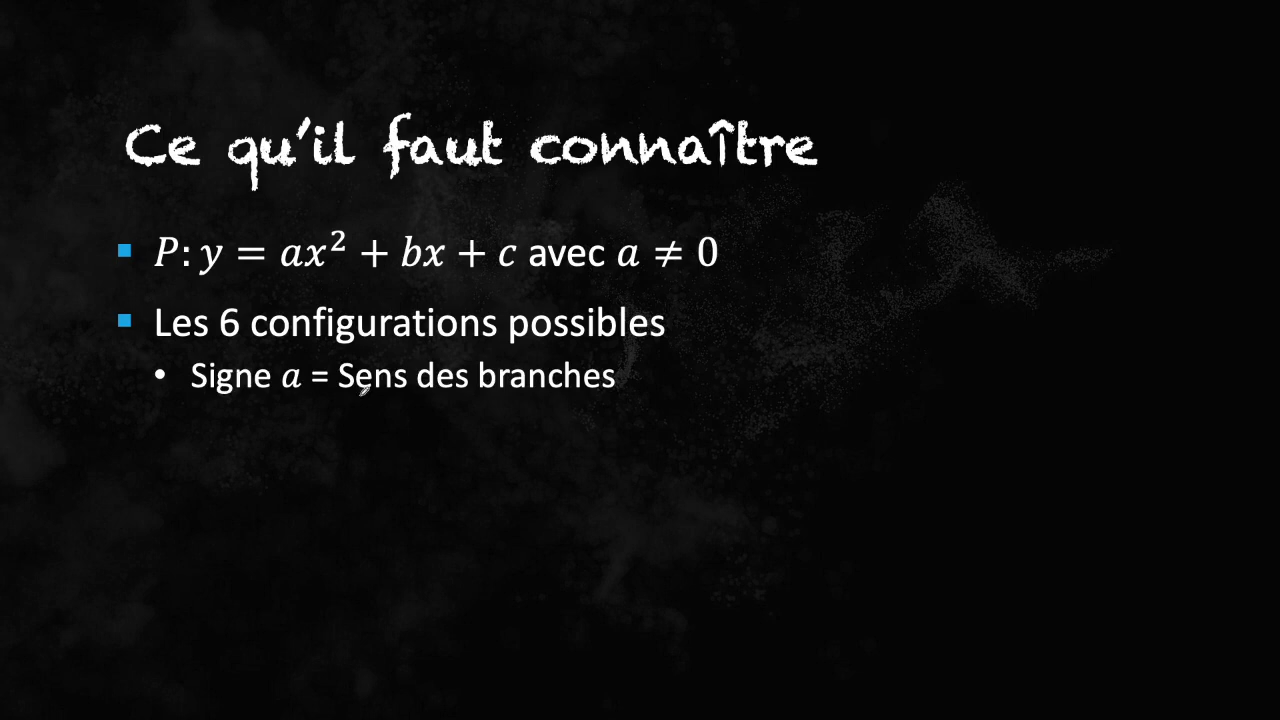 Ce qu'il faut connaître
P: y = ax² + bx + c avec a ≠ 0
Les 6 configurations possibles
Signe a = Sens des branches